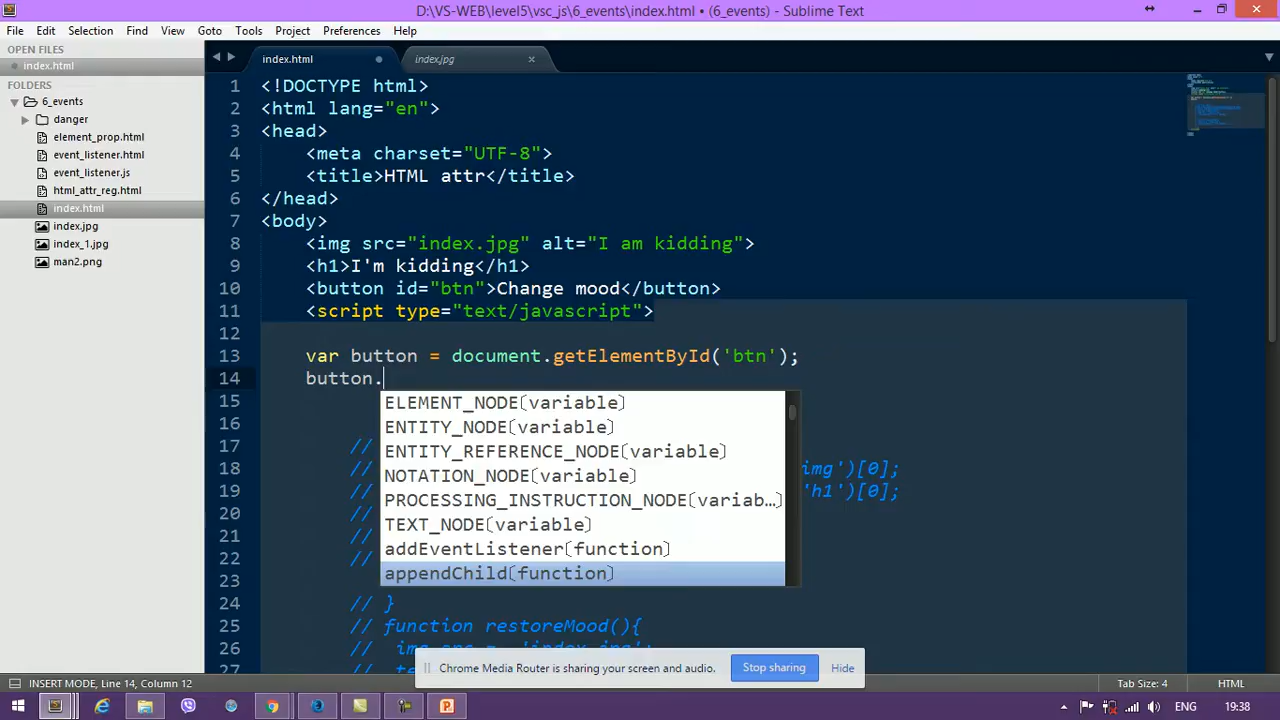 D:\VS-WEB\level5\vsc_js\6_events\index.html • (6_events) - Sublime Text
File Edit Selection Find View Goto Tools Project Preferences Help
OPEN FILES
index.html
FOLDERS
6_events
danger
element_prop.html
event_listener.html
event_listener.js
html_attr_reg.html
index.html
index.jpg
index_1.jpg
man2.png
index.html
index.jpg
1 <!DOCTYPE html>
2 <html lang="en">
3 <head>
4 <meta charset="UTF-8">
5 <title>HTML attr</title>
6 </head>
7 <body>
8 <img src="index.jpg" alt="I am kidding">
9 <h1>I'm kidding</h1>
10 <button id="btn">Change mood</button>
11 <script type="text/javascript">
12
13 var button = document.getElementById('btn');
14 button.
15
16
17 //
18 // img')[0];
19 // 'h1')[0];
20 //
21 //
22 //
23
24 // }
25 // function restoreMood(){
26 //
27 //
ELEMENT_NODE(variable)
ENTITY_NODE(variable)
ENTITY_REFERENCE_NODE(variable)
NOTATION_NODE(variable)
PROCESSING_INSTRUCTION_NODE(variab…)
TEXT_NODE(variable)
addEventListener(function)
appendChild(function)
Chrome Media Router is sharing your screen and audio. Stop sharing Hide
INSERT MODE, Line 14, Column 12 Tab Size: 4 HTML
ENG 19:38